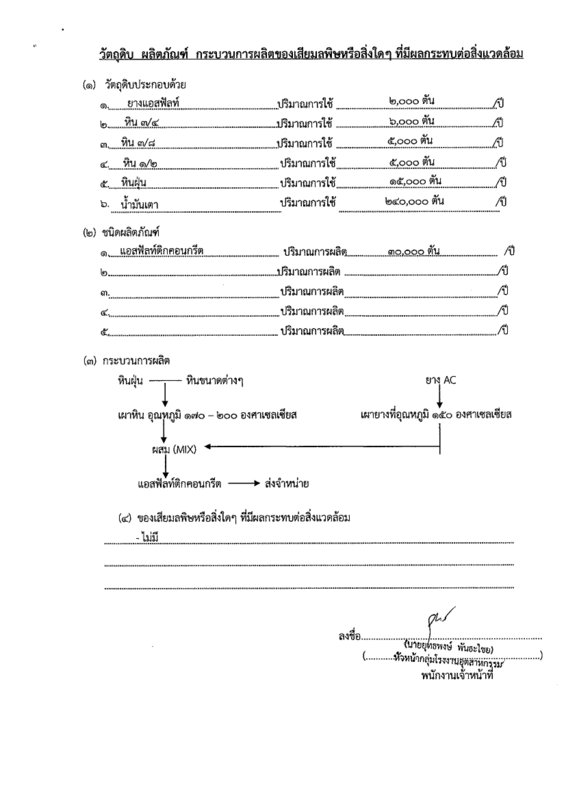 วัตถุดิบ ผลิตภัณฑ์ กระบวนการผลิตของเสียมลพิษหรือสิ่งใดๆ ที่มีผลกระทบต่อสิ่งแวดล้อม
(๑) วัตถุดิบประกอบด้วย
๑. ยางแอสฟัลท์ ปริมาณการใช้ ๒,๐๐๐ ตัน /ปี
๒. หิน ๓/๔ ปริมาณการใช้ ๖,๐๐๐ ตัน /ปี
๓. หิน ๓/๘ ปริมาณการใช้ ๕,๐๐๐ ตัน /ปี
๔. หิน ๑/๒ ปริมาณการใช้ ๕,๐๐๐ ตัน /ปี
๕. หินฝุ่น ปริมาณการใช้ ๑๕,๐๐๐ ตัน /ปี
๖. น้ำมันเตา ปริมาณการใช้ ๒๔๐,๐๐๐ ตัน /ปี
(๒) ชนิดผลิตภัณฑ์
๑. แอสฟัลท์ติกคอนกรีต ปริมาณการผลิต ๓๐,๐๐๐ ตัน /ปี
๒. ปริมาณการผลิต /ปี
๓. ปริมาณการผลิต /ปี
๔. ปริมาณการผลิต /ปี
๕. ปริมาณการผลิต /ปี
(๓) กระบวนการผลิต
หินฝุ่น หินขนาดต่างๆ ยาง AC
เผาหิน อุณหภูมิ ๑๗๐ - ๒๐๐ องศาเซลเซียส เผายางที่อุณหภูมิ ๑๕๐ องศาเซลเซียส
ผสม (MIX)
แอสฟัลท์ติกคอนกรีต ส่งจำหน่าย
(๔) ของเสียมลพิษหรือสิ่งใดๆ ที่มีผลกระทบต่อสิ่งแวดล้อม
- ไม่มี
ลงชื่อ
(นายยุทธพงษ์ พันธะไชย)
(หัวหน้ากลุ่มโรงงานอุตสาหกรรม)
พนักงานเจ้าหน้าที่